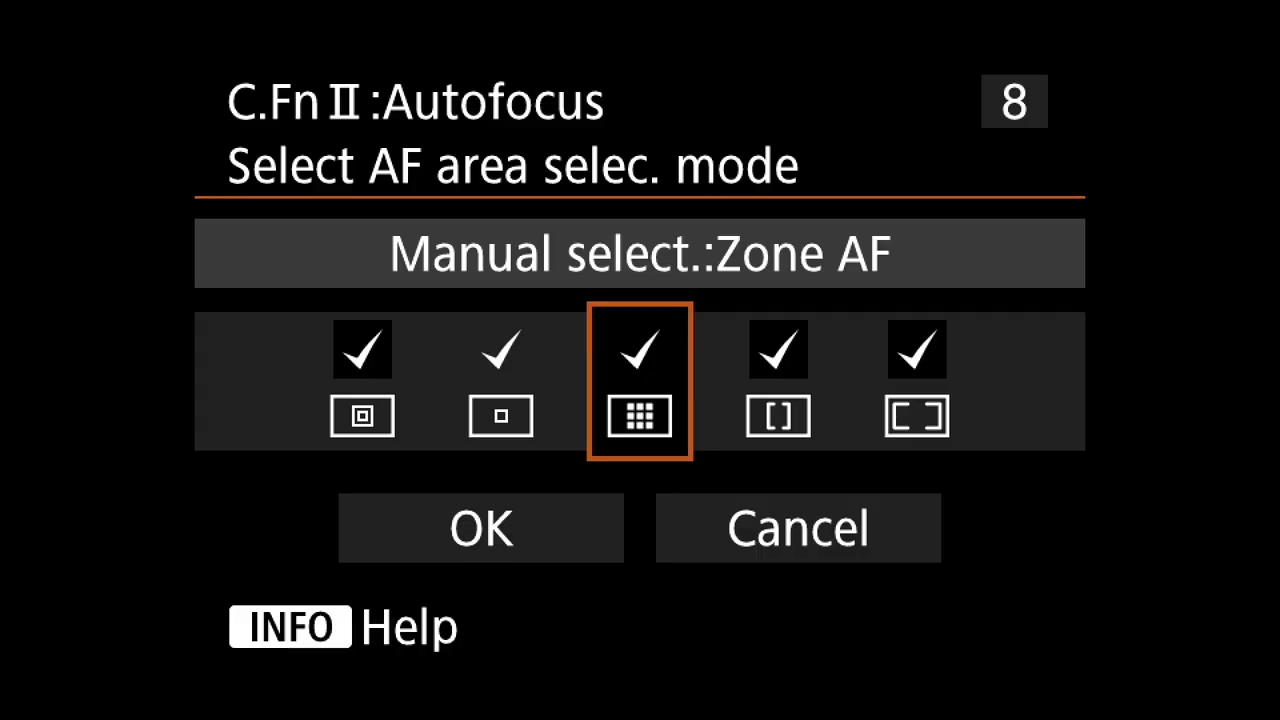 C.Fn II :Autofocus 8
Select AF area selec. mode
Manual select.:Zone AF
OK Cancel
INFO Help